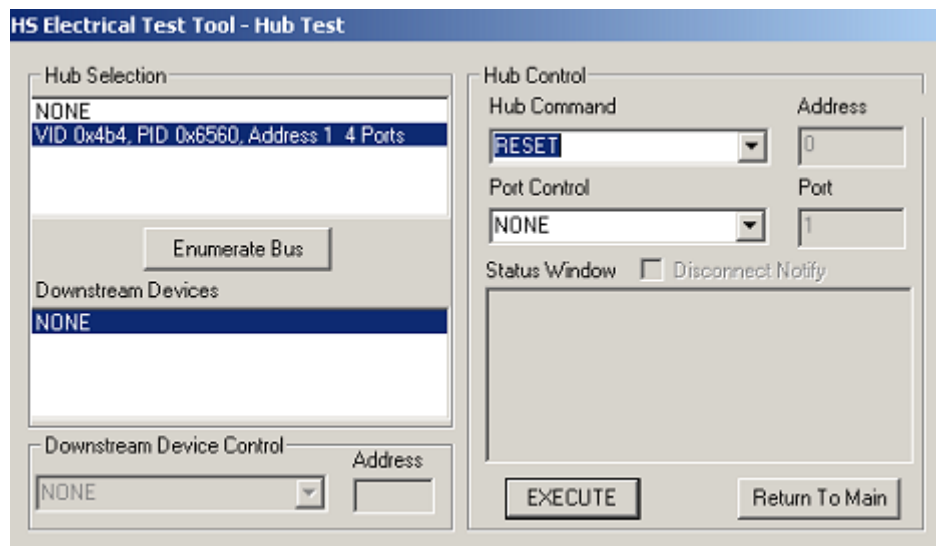 HS Electrical Test Tool - Hub Test
Hub Selection
NONE
VID 0x4b4, PID 0x6560, Address 1 4 Ports
Enumerate Bus
Downstream Devices
NONE
Downstream Device Control
Address
NONE
Hub Control
Hub Command
Address
RESET
0
Port Control
Port
NONE
1
Status Window
Disconnect Notify
EXECUTE
Return To Main